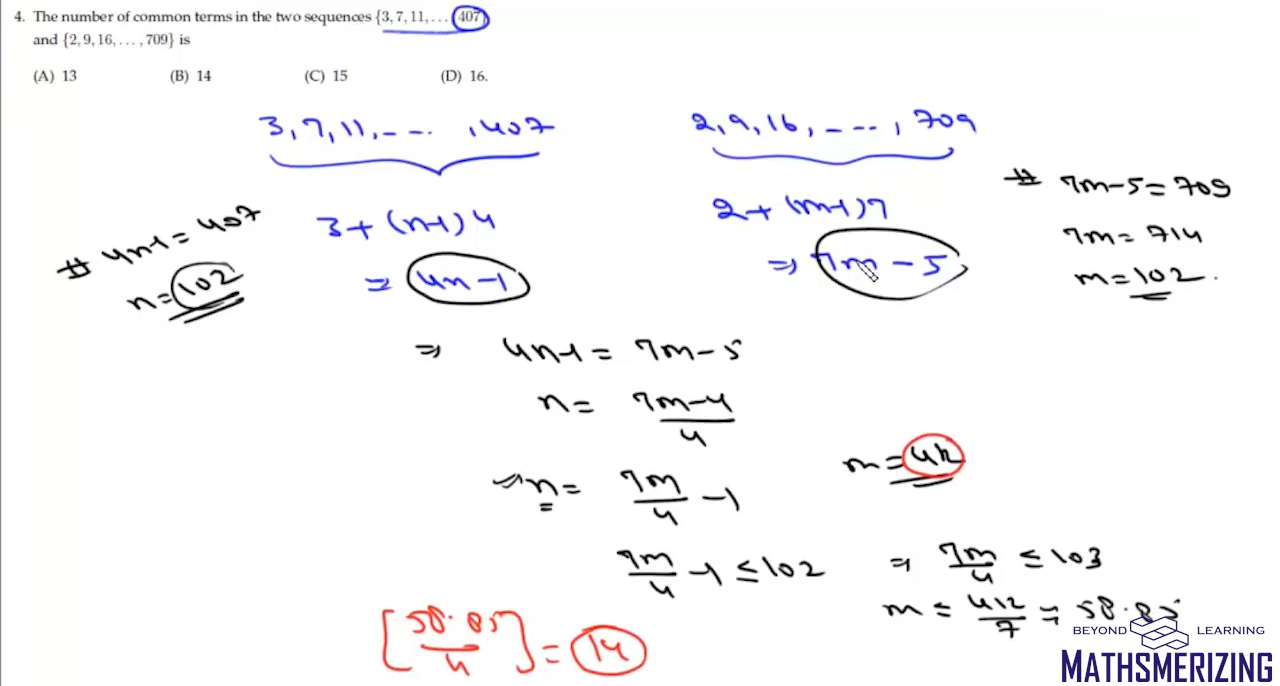 4. The number of common terms in the two sequences {3, 7, 11, ... 407}
and {2, 9, 16, ..., 709} is
(A) 13 (B) 14 (C) 15 (D) 16.
3, 7, 11, - - - . , 407
2, 9, 16, - - - - , 709
# 4n-1 = 407
n = 102
3 + (n-1) 4
⇒ 4n - 1
2 + (m-1) 7
⇒ 7m - 5
# 7m - 5 = 709
7m = 714
m = 102 .
⇒ 4n-1 = 7m - 5
n = 7m-4/4
n = 7m/4 - 1
m = 4k
7m/4 - 1 ≤ 102 ⇒ 7m/4 ≤ 103
m ≤ 412/7 = 58.85
[58.85/4] = 14
BEYOND LEARNING
MATHSMERIZING